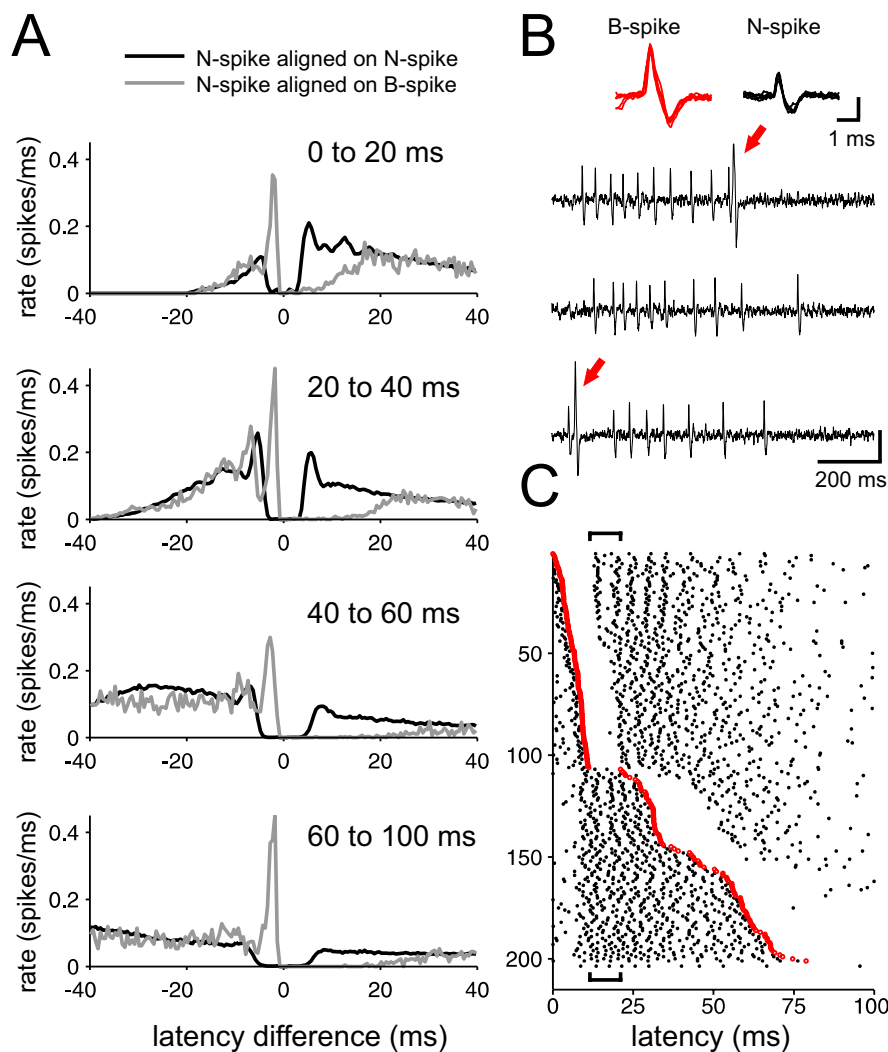 A
N-spike aligned on N-spike
N-spike aligned on B-spike
0 to 20 ms
rate (spikes/ms)
0.4
0.2
0
-40
-20
0
20
40
20 to 40 ms
rate (spikes/ms)
0.4
0.2
0
-40
-20
0
20
40
40 to 60 ms
rate (spikes/ms)
0.4
0.2
0
-40
-20
0
20
40
60 to 100 ms
rate (spikes/ms)
0.4
0.2
0
-40
-20
0
20
40
latency difference (ms)
B
B-spike
N-spike
1 ms
200 ms
C
50
100
150
200
0
25
50
75
100
latency (ms)